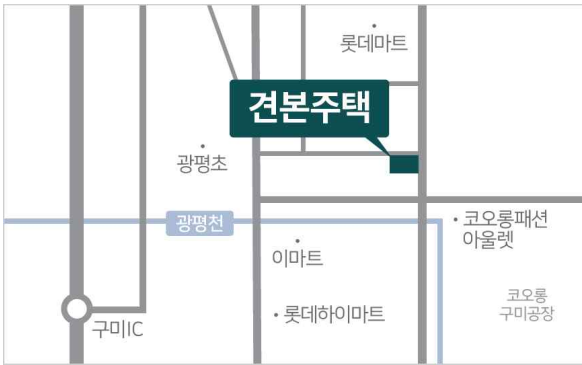 롯데마트
견본주택
광평초
광평천
코오롱패션
아울렛
이마트
코오롱
구미공장
롯데하이마트
구미IC